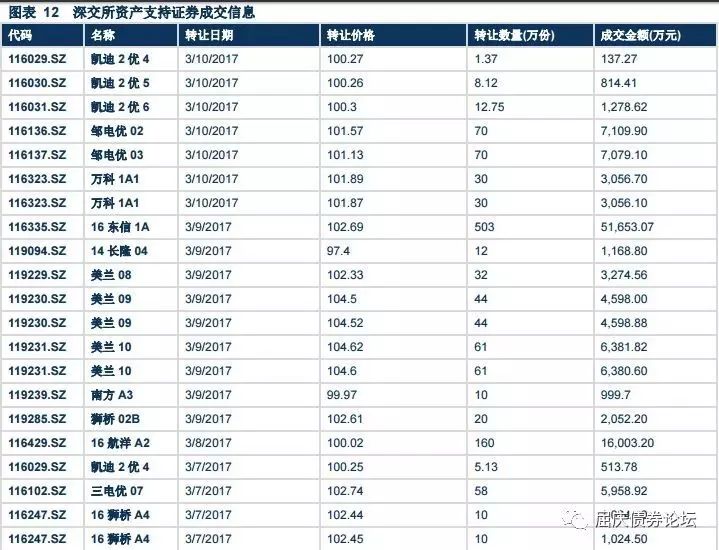 图表 12 深交所资产支持证券成交信息
代码 名称 转让日期 转让价格 转让数量(万份) 成交金额(万元)
116029.SZ 凯迪 2 优 4 3/10/2017 100.27 1.37 137.27
116030.SZ 凯迪 2 优 5 3/10/2017 100.26 8.12 814.41
116031.SZ 凯迪 2 优 6 3/10/2017 100.3 12.75 1,278.62
116136.SZ 邹电优 02 3/10/2017 101.57 70 7,109.90
116137.SZ 邹电优 03 3/10/2017 101.13 70 7,079.10
116323.SZ 万科 1A1 3/10/2017 101.89 30 3,056.70
116323.SZ 万科 1A1 3/10/2017 101.87 30 3,056.10
116335.SZ 16 东信 1A 3/9/2017 102.69 503 51,653.07
119094.SZ 14 长隆 04 3/9/2017 97.4 12 1,168.80
119229.SZ 美兰 08 3/9/2017 102.33 32 3,274.56
119230.SZ 美兰 09 3/9/2017 104.5 44 4,598.00
119230.SZ 美兰 09 3/9/2017 104.52 44 4,598.88
119231.SZ 美兰 10 3/9/2017 104.62 61 6,381.82
119231.SZ 美兰 10 3/9/2017 104.6 61 6,380.60
119239.SZ 南方 A3 3/9/2017 99.97 10 999.7
119285.SZ 狮桥 02B 3/9/2017 102.61 20 2,052.20
116429.SZ 16 航洋 A2 3/8/2017 100.02 160 16,003.20
116029.SZ 凯迪 2 优 4 3/7/2017 100.25 5.13 513.78
116102.SZ 三电优 07 3/7/2017 102.74 58 5,958.92
116247.SZ 16 狮桥 A4 3/7/2017 102.44 10
屈庆债券论坛
116247.SZ 16 狮桥 A4 3/7/2017 102.45 10 1,024.50